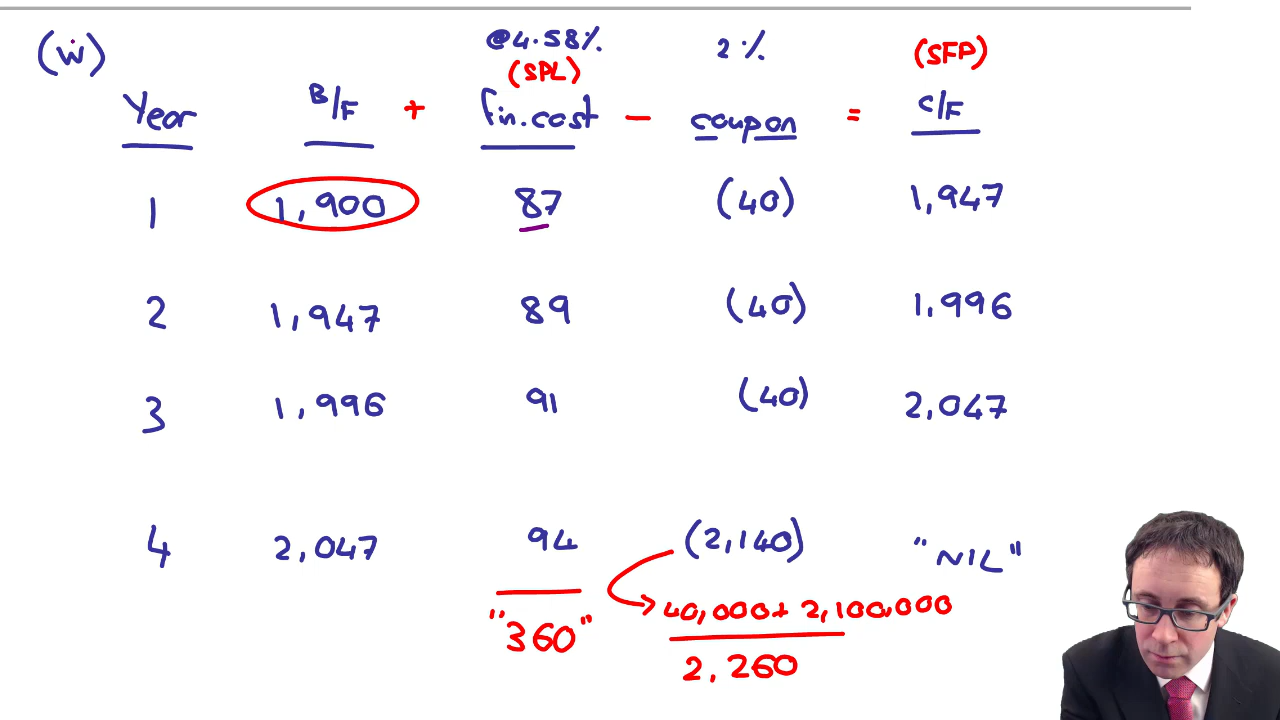 (W) @4.58% 2% (SFP)
(SPL)
Year B/F + fin.cost - coupon = C/F
1 1,900 87 (40) 1,947
2 1,947 89 (40) 1,996
3 1,996 91 (40) 2,047
4 2,047 94 (2,140) "NIL"
40,000+ 2,100,000
"360"
2,260